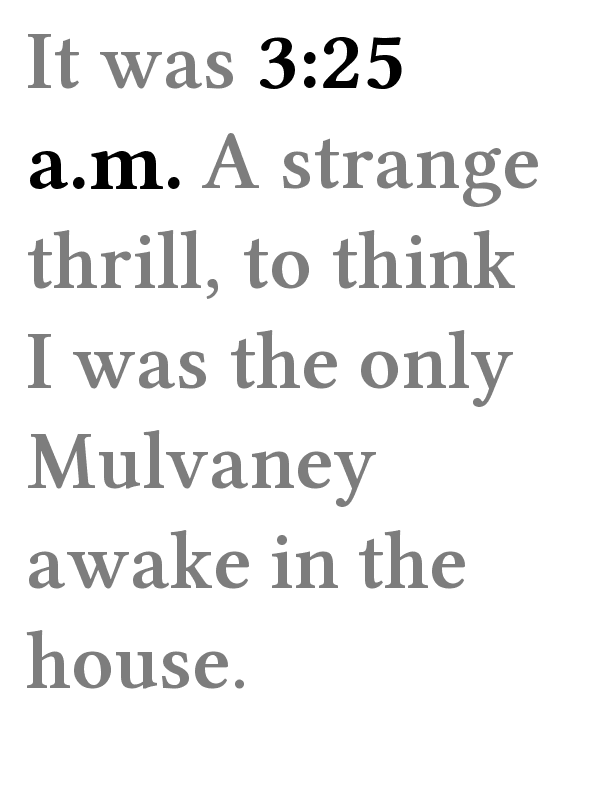 It was 3:25
a.m. A strange
thrill, to think
I was the only
Mulvaney
awake in the
house.